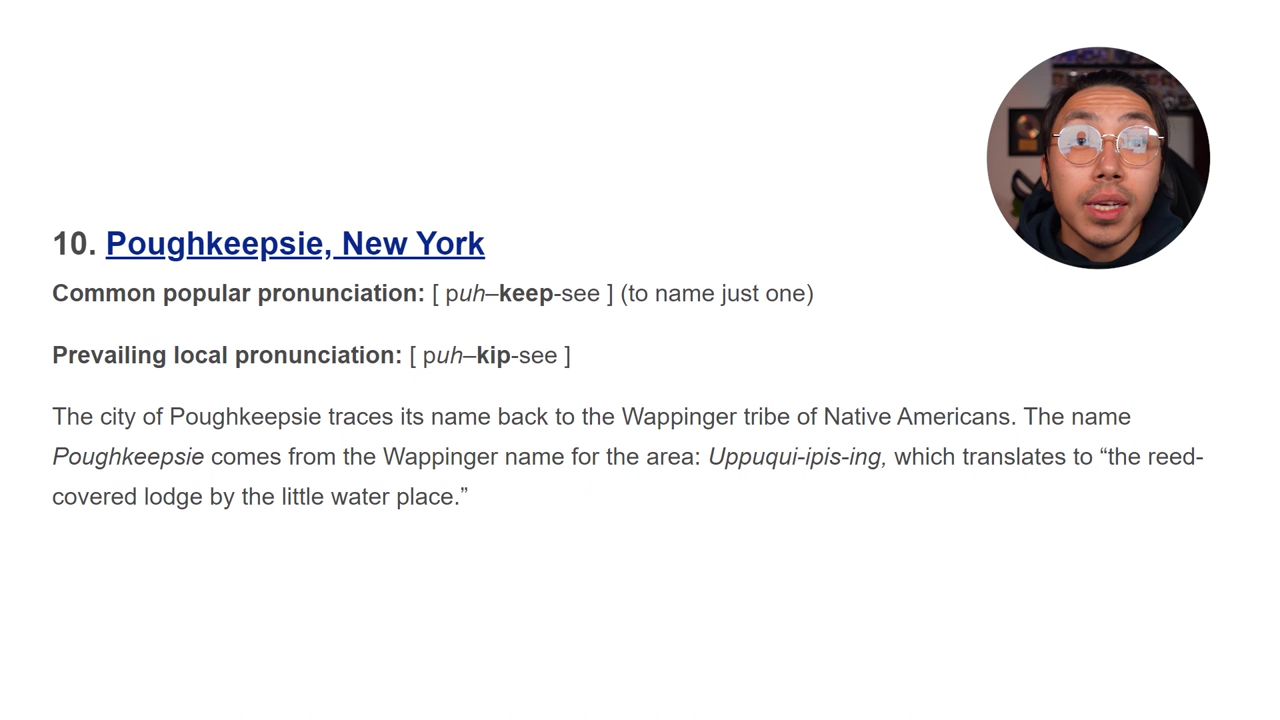 10. Poughkeepsie, New York
Common popular pronunciation: [ puh–keep-see ] (to name just one)
Prevailing local pronunciation: [ puh–kip-see ]
The city of Poughkeepsie traces its name back to the Wappinger tribe of Native Americans. The name
Poughkeepsie comes from the Wappinger name for the area: Uppuqui-ipis-ing, which translates to “the reed-
covered lodge by the little water place.”